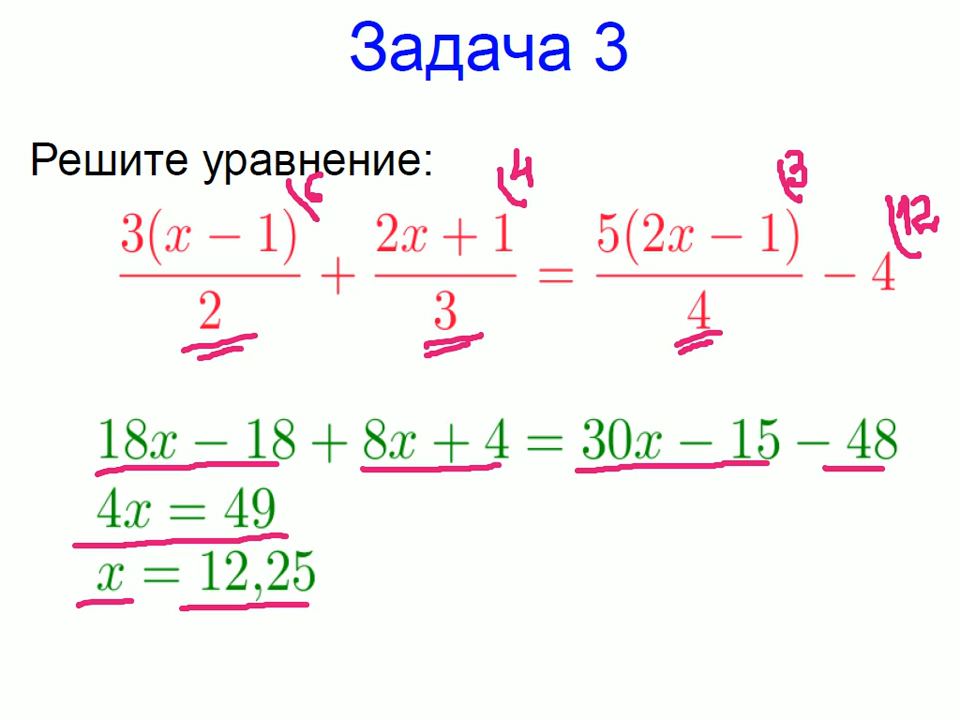 Задача 3
Решите уравнение:
6 4 3 12
3(x − 1)/2 + (2x + 1)/3 = 5(2x − 1)/4 − 4
18x − 18 + 8x + 4 = 30x − 15 − 48
4x = 49
x = 12,25